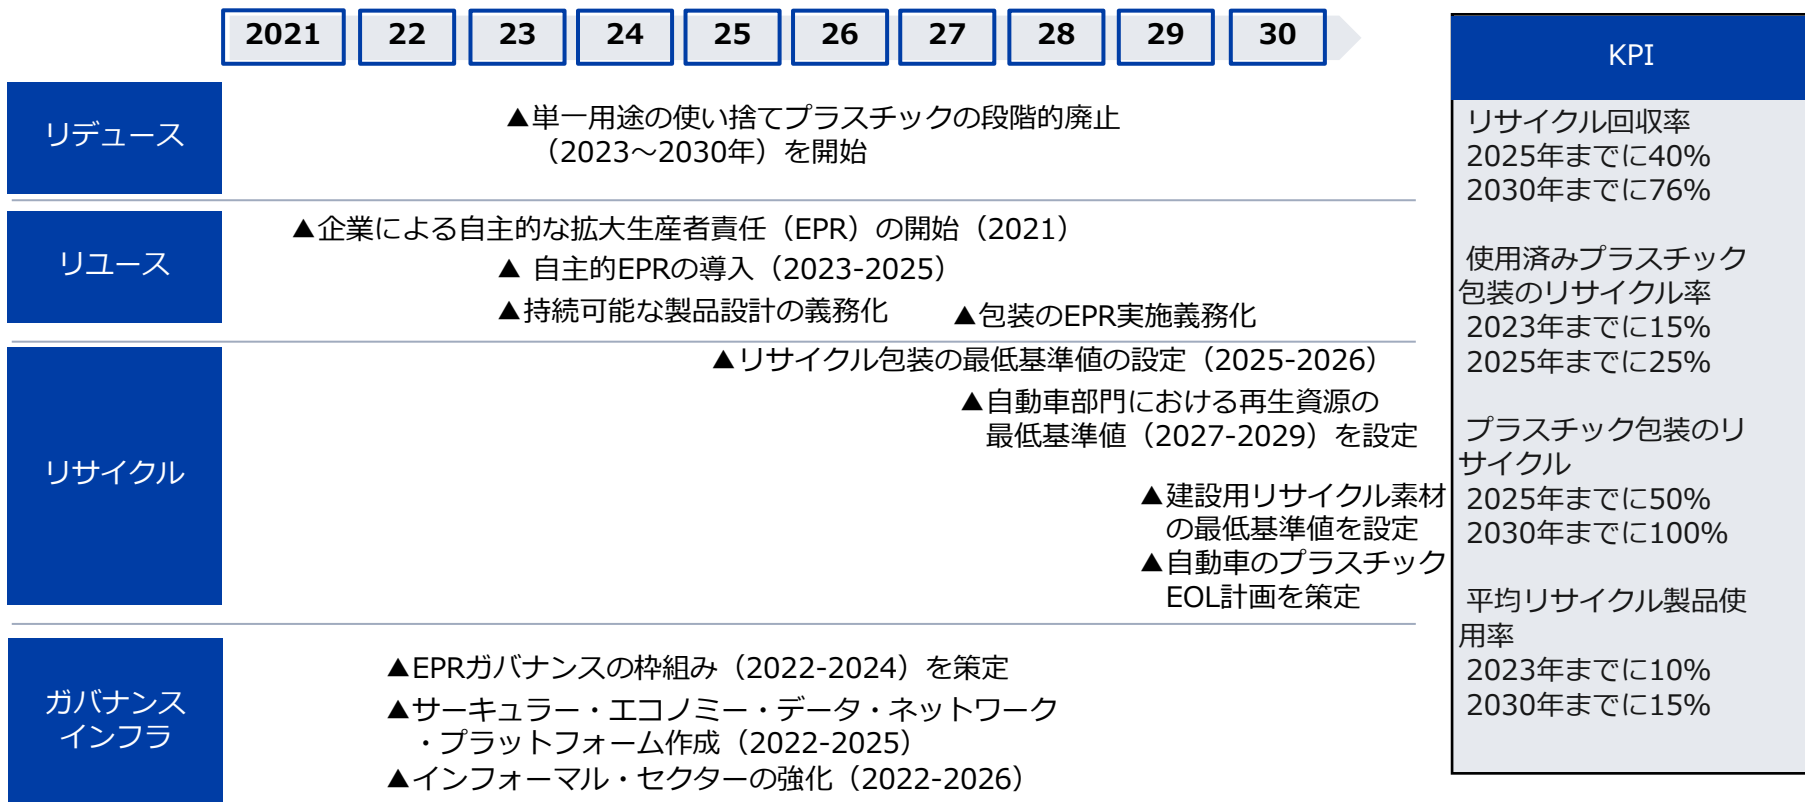 2021 22 23 24 25 26 27 28 29 30
リデュース
▲単一用途の使い捨てプラスチックの段階的廃止
（2023～2030年）を開始
リユース
▲企業による自主的な拡大生産者責任（EPR）の開始（2021）
▲ 自主的EPRの導入（2023-2025）
▲持続可能な製品設計の義務化
▲包装のEPR実施義務化
リサイクル
▲リサイクル包装の最低基準値の設定（2025-2026）
▲自動車部門における再生資源の
最低基準値（2027-2029）を設定
▲建設用リサイクル素材
の最低基準値を設定
▲自動車のプラスチック
EOL計画を策定
ガバナンス
インフラ
▲EPRガバナンスの枠組み（2022-2024）を策定
▲サーキュラー・エコノミー・データ・ネットワーク
・プラットフォーム作成（2022-2025）
▲インフォーマル・セクターの強化（2022-2026）
KPI
リサイクル回収率
2025年までに40%
2030年までに76%
使用済みプラスチック
包装のリサイクル率
2023年までに15%
2025年までに25%
プラスチック包装のリ
サイクル
2025年までに50%
2030年までに100%
平均リサイクル製品使
用率
2023年までに10%
2030年までに15%